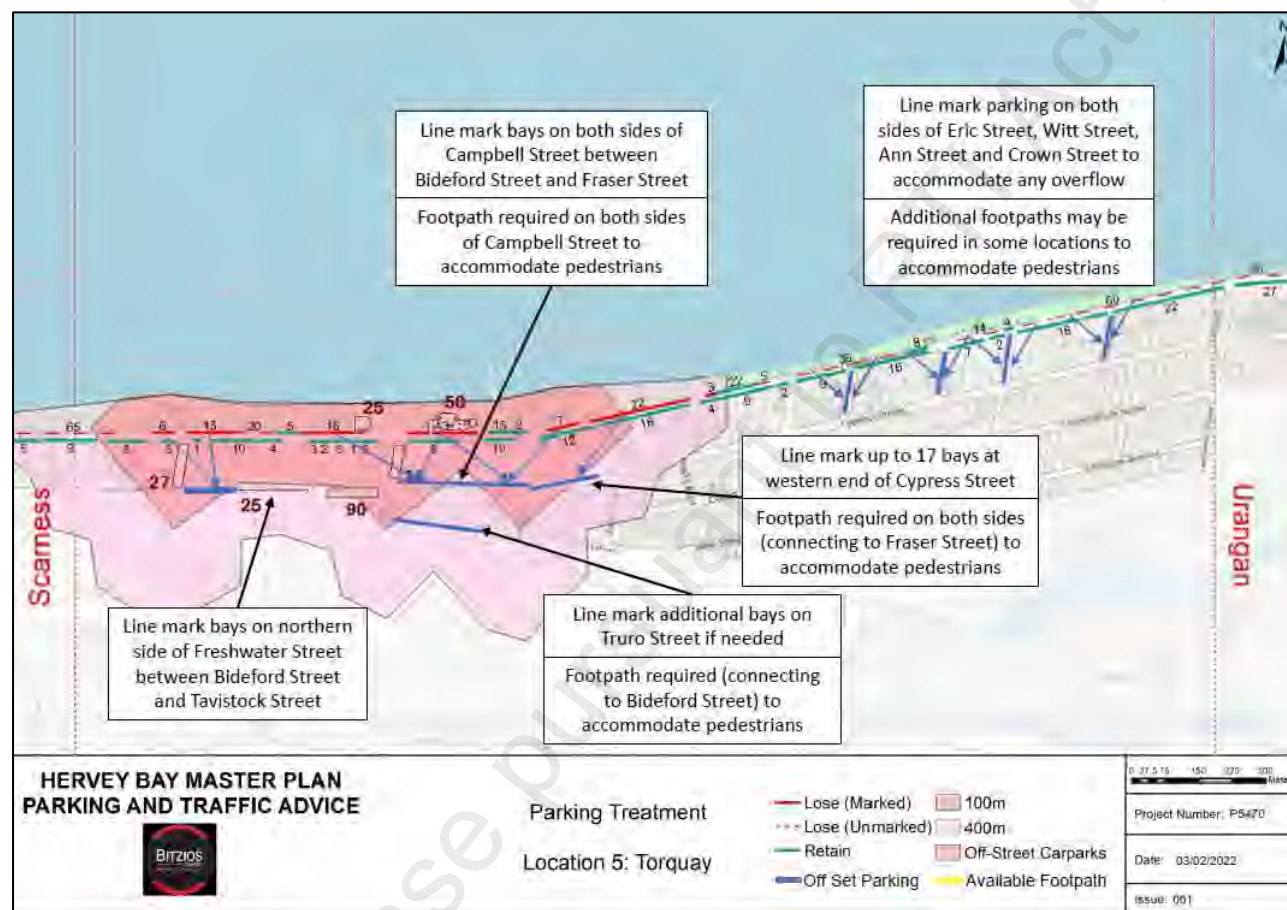 Line mark bays on both sides of
Campbell Street between
Bideford Street and Fraser Street
Footpath required on both sides
of Campbell Street to
accommodate pedestrians
Line mark parking on both
sides of Eric Street, Witt Street,
Ann Street and Crown Street to
accommodate any overflow
Additional footpaths may be
required in some locations to
accommodate pedestrians
25
50
27
25
90
Scarness
Urangan
Line mark up to 17 bays at
western end of Cypress Street
Footpath required on both sides
(connecting to Fraser Street) to
accommodate pedestrians
Line mark bays on northern
side of Freshwater Street
between Bideford Street
and Tavistock Street
Line mark additional bays on
Truro Street if needed
Footpath required (connecting
to Bideford Street) to
accommodate pedestrians
HERVEY BAY MASTER PLAN
PARKING AND TRAFFIC ADVICE
BITZIOS
Parking Treatment
Location 5: Torquay
Lose (Marked)
Lose (Unmarked)
Retain
Off Set Parking
100m
400m
Off-Street Carparks
Available Footpath
Project Number: P5470
Date: 03/02/2022
Issue: 001